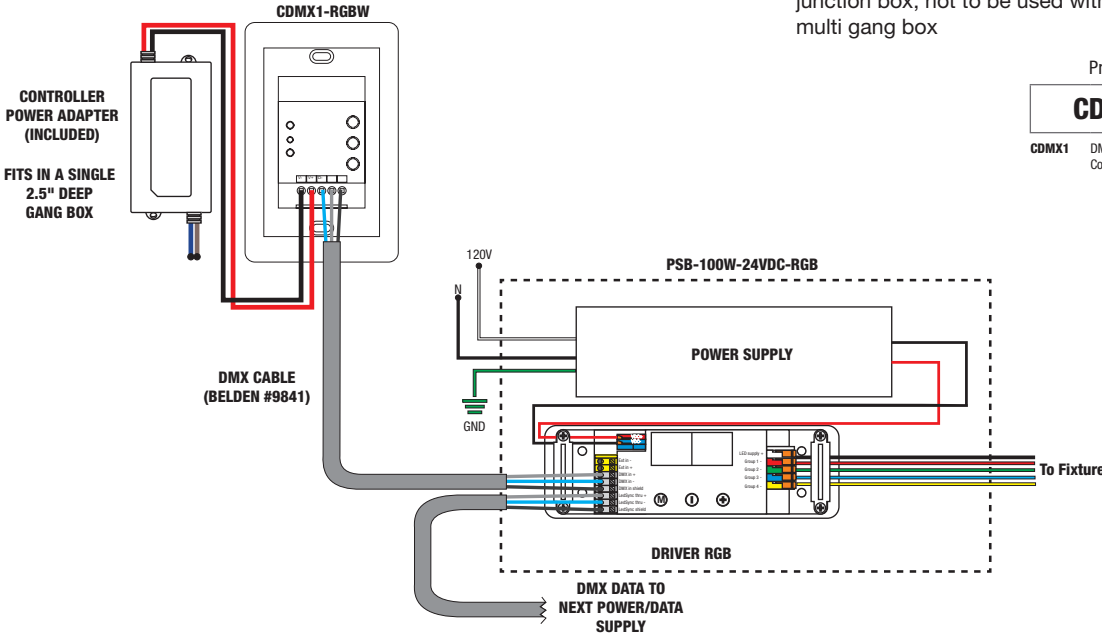 CDMX1-RGBW
junction box, not to be used with
multi gang box
CONTROLLER
POWER ADAPTER
(INCLUDED)
FITS IN A SINGLE
2.5" DEEP
GANG BOX
CDMX1
120V
N
PSB-100W-24VDC-RGB
POWER SUPPLY
GND
DMX CABLE
(BELDEN #9841)
Ext in -
Ext in +
DMX in +
DMX in -
DMX in shield
LedSync thru +
LedSync thru -
LedSync shield
M
LED supply +
Group 1 -
Group 2 -
Group 3 -
Group 4 -
To Fixture
DRIVER RGB
DMX DATA TO
NEXT POWER/DATA
SUPPLY